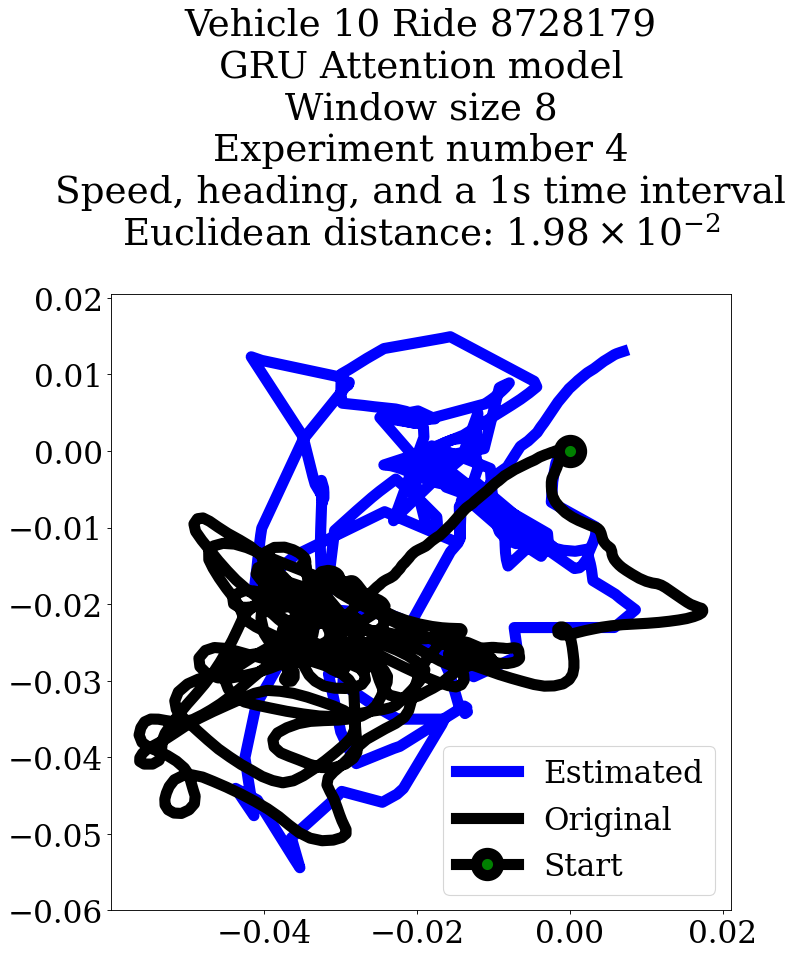 Vehicle 10 Ride 8728179
GRU Attention model
Window size 8
Experiment number 4
Speed, heading, and a 1s time interval
Euclidean distance: 1.98 × 10⁻²
0.02
0.01
0.00
−0.01
−0.02
−0.03
−0.04
−0.05
−0.06
Estimated
Original
Start
−0.04 −0.02 0.00 0.02